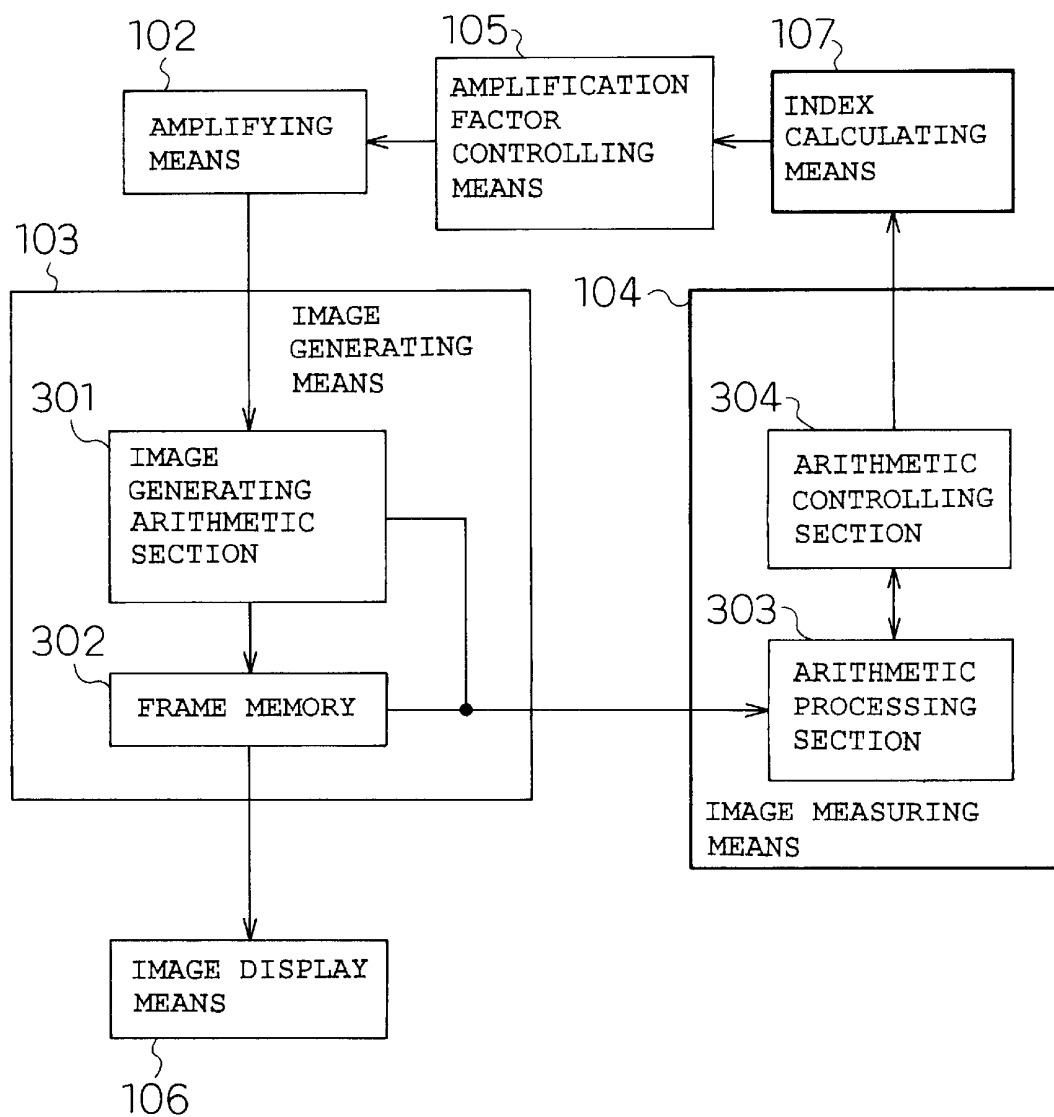 102
AMPLIFYING
MEANS
105
AMPLIFICATION
FACTOR
CONTROLLING
MEANS
107
INDEX
CALCULATING
MEANS
103
IMAGE
GENERATING
MEANS
301
IMAGE
GENERATING
ARITHMETIC
SECTION
302
FRAME MEMORY
104
304
ARITHMETIC
CONTROLLING
SECTION
303
ARITHMETIC
PROCESSING
SECTION
IMAGE MEASURING
MEANS
IMAGE DISPLAY
MEANS
106